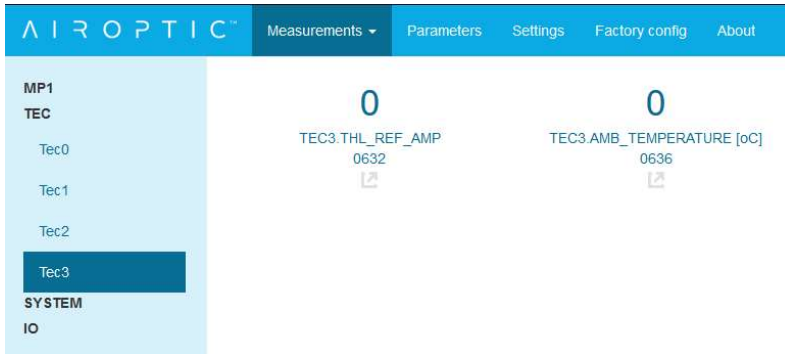 AIROPTIC™ Measurements Parameters Settings Factory config About
MP1
TEC
Tec0
Tec1
Tec2
Tec3
SYSTEM
IO
0
TEC3.THL_REF_AMP
0632
0
TEC3.AMB_TEMPERATURE [oC]
0636